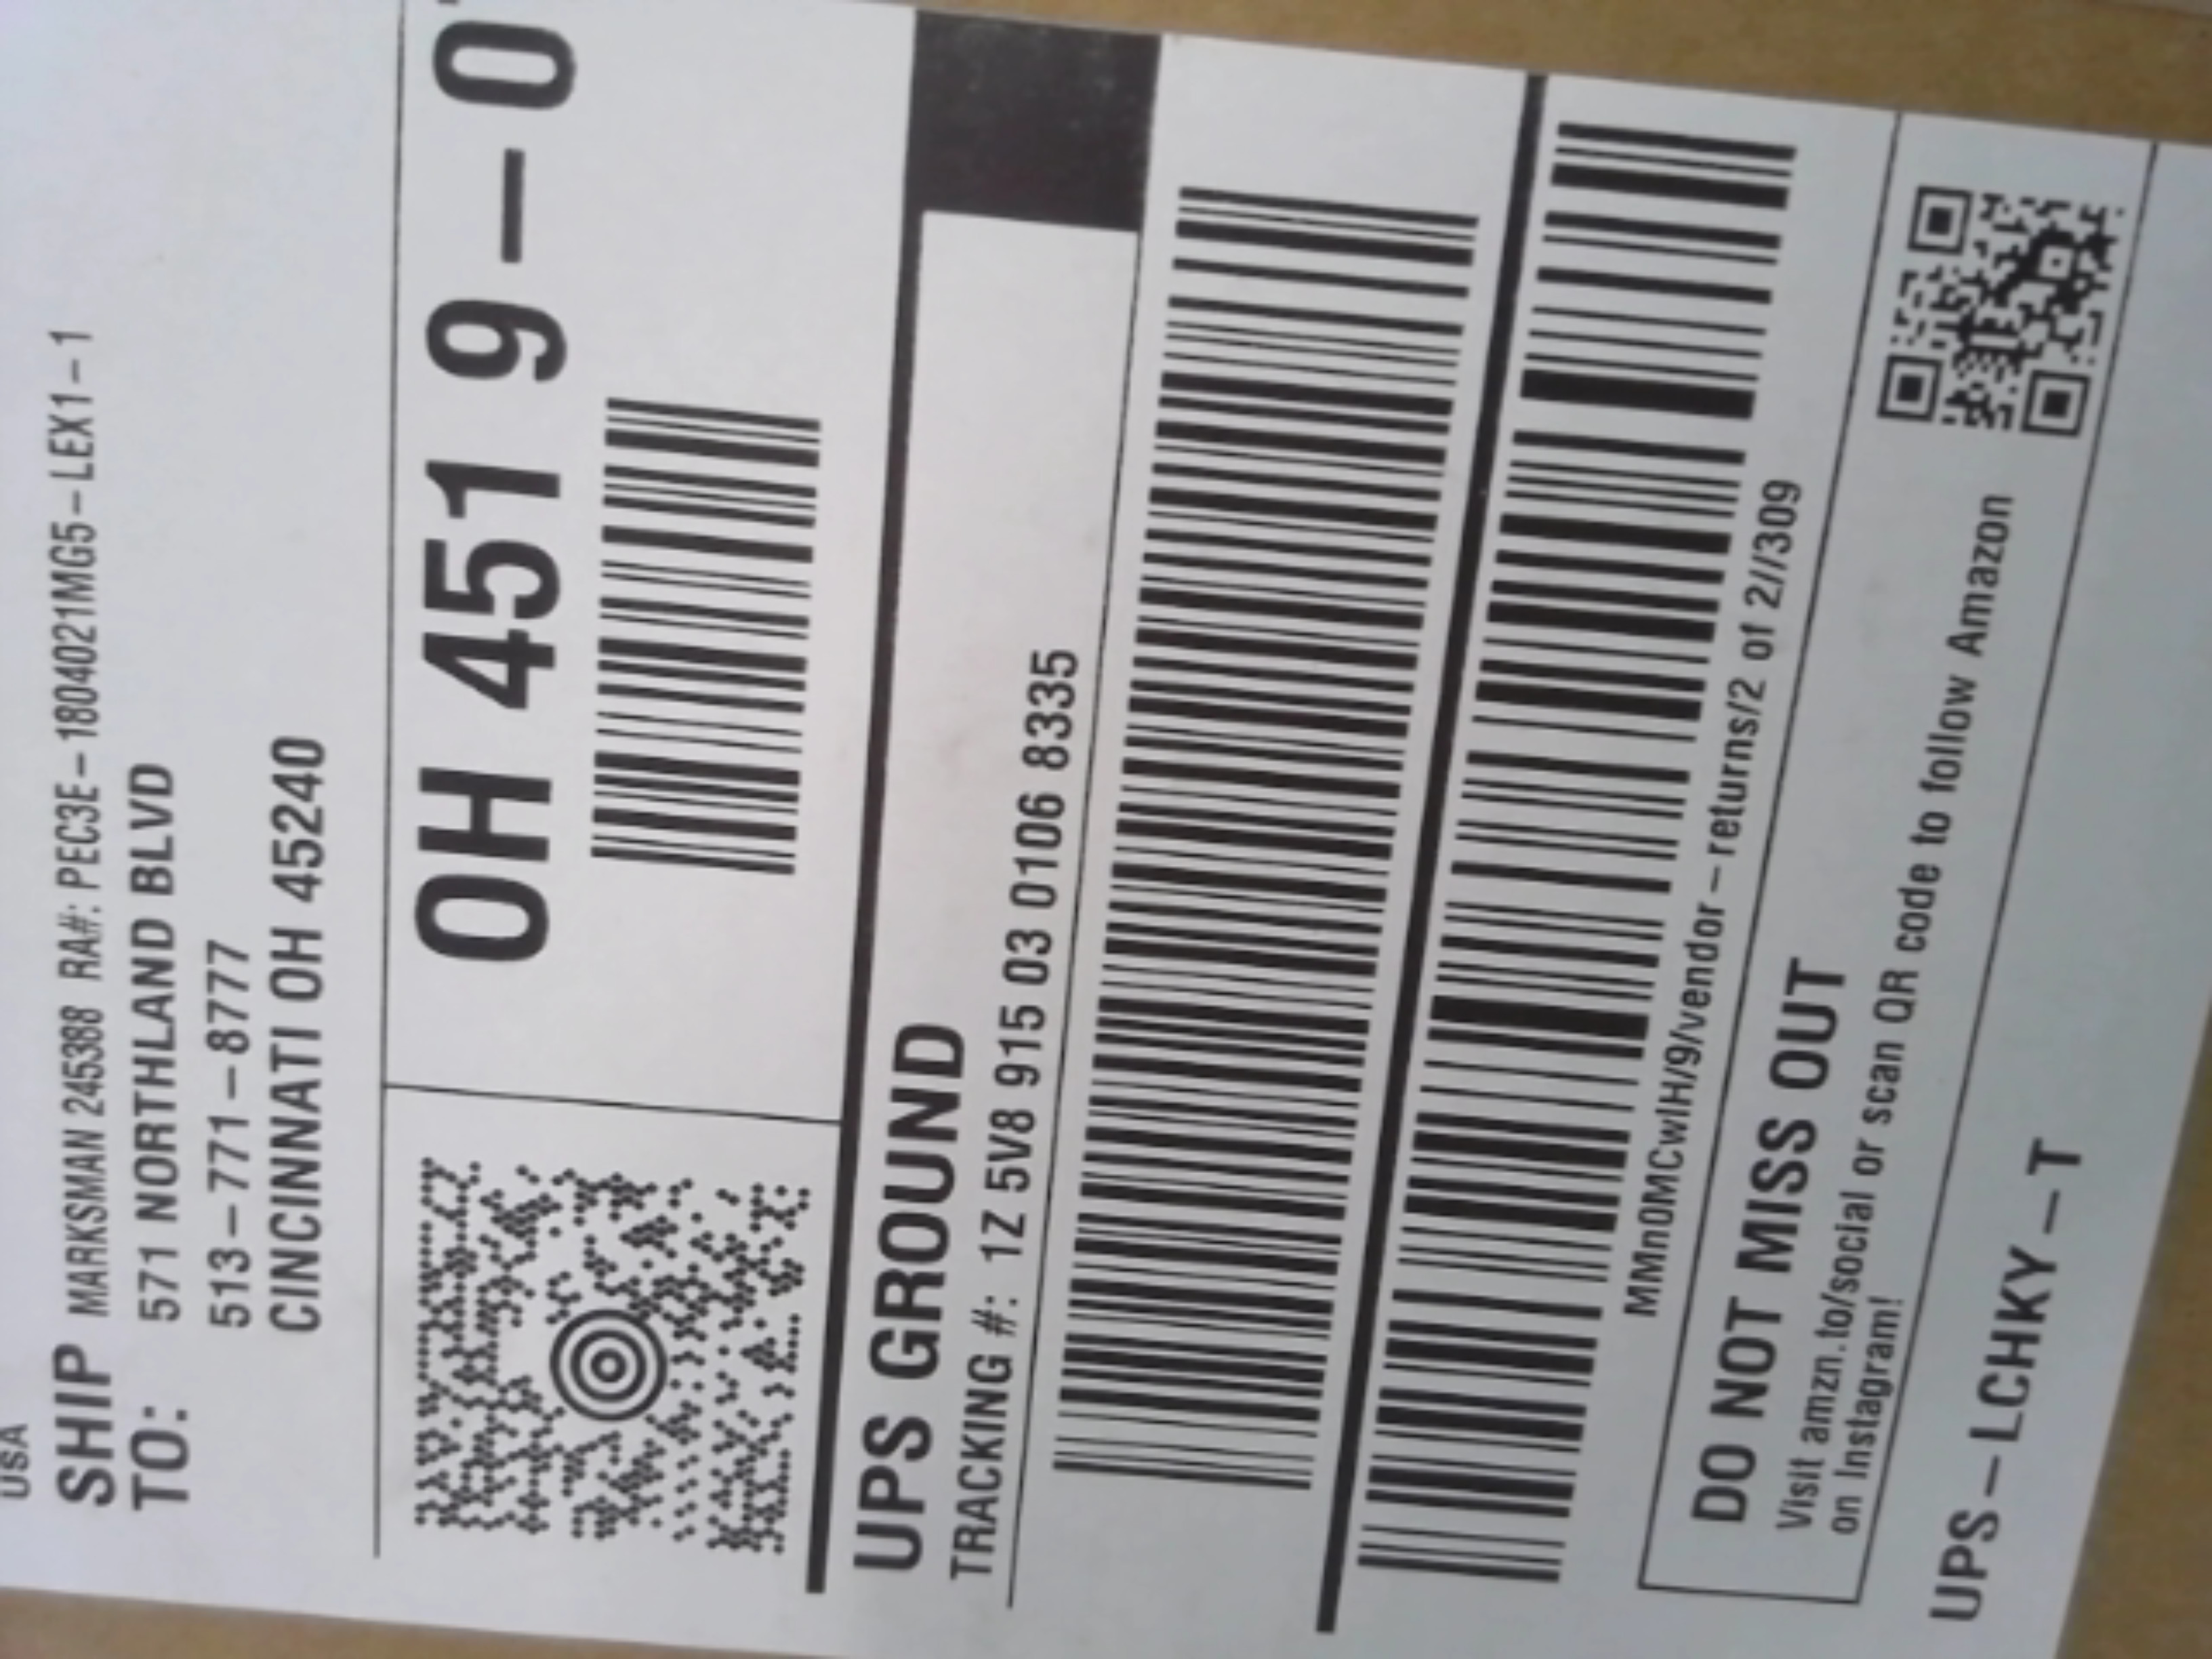 USA
SHIP
TO:
MARKSMAN 245388 RA#: PEC3E-1804021MG5-LEX1-1
571 NORTHLAND BLVD
513-771-8777
CINCINNATI OH 45240
OH 451 9-0
UPS GROUND
TRACKING #: 1Z 5V8 915 03 0106 8335
MMn0MCwIH/9/vendor-returns/2 of 2//309
DO NOT MISS OUT
Visit amzn.to/social or scan QR code to follow Amazon
on Instagram!
UPS-LCHKY-T